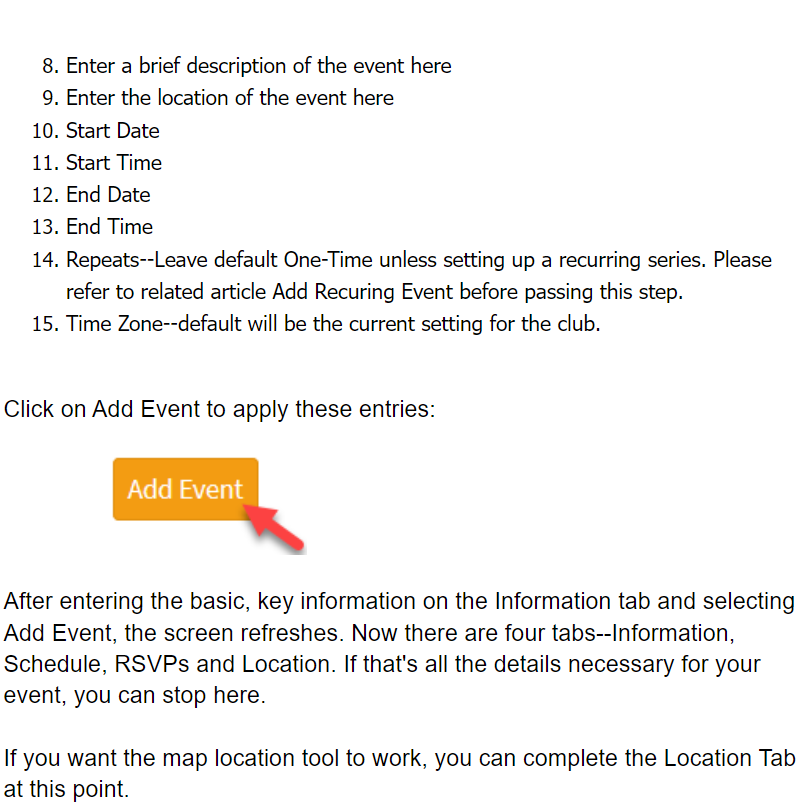 8. Enter a brief description of the event here
9. Enter the location of the event here
10. Start Date
11. Start Time
12. End Date
13. End Time
14. Repeats--Leave default One-Time unless setting up a recurring series. Please
refer to related article Add Recuring Event before passing this step.
15. Time Zone--default will be the current setting for the club.
Click on Add Event to apply these entries:
Add Event
After entering the basic, key information on the Information tab and selecting
Add Event, the screen refreshes. Now there are four tabs--Information,
Schedule, RSVPs and Location. If that's all the details necessary for your
event, you can stop here.
If you want the map location tool to work, you can complete the Location Tab
at this point.